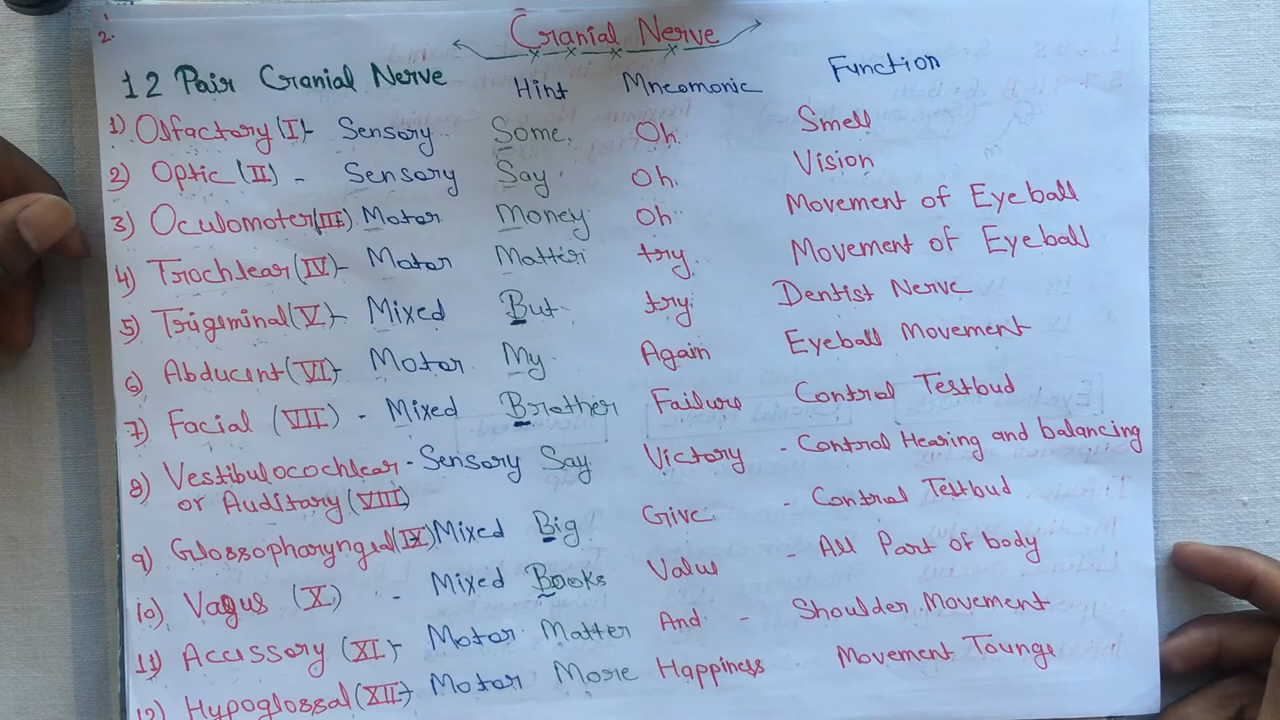 2.
Cranial Nerve
12 Pair Cranial Nerve Hint Mneomonic Function
1) Olfactory (I)- Sensory Some. Oh. Smell
2) Optic (II) - Sensory Say Oh. Vision
3) Oculomoter(III) Motor Money Oh. Movement of Eyeball
4) Trochlear (IV)- Motor Matter try. Movement of Eyeball
5) Trigeminal (V)- Mixed But- try. Dentist Nerve
6) Abducent (VI)- Motor My. Again Eyeball Movement
7) Facial (VII) - Mixed Brother Failure Control Testbud
8) Vestibulocochlear - Sensory Say Victory - Control Hearing and balancing
or Auditary (VIII)
9) Glossopharyngeal (IX) Mixed Big Give. - Control Testbud
10) Vagus (X) - Mixed Books Value - All Part of body
11) Acessory (XI)- Motor Matter And. - Shoulder Movement
12) Hypoglossal (XII)- Motor More Happiness Movement Tounge